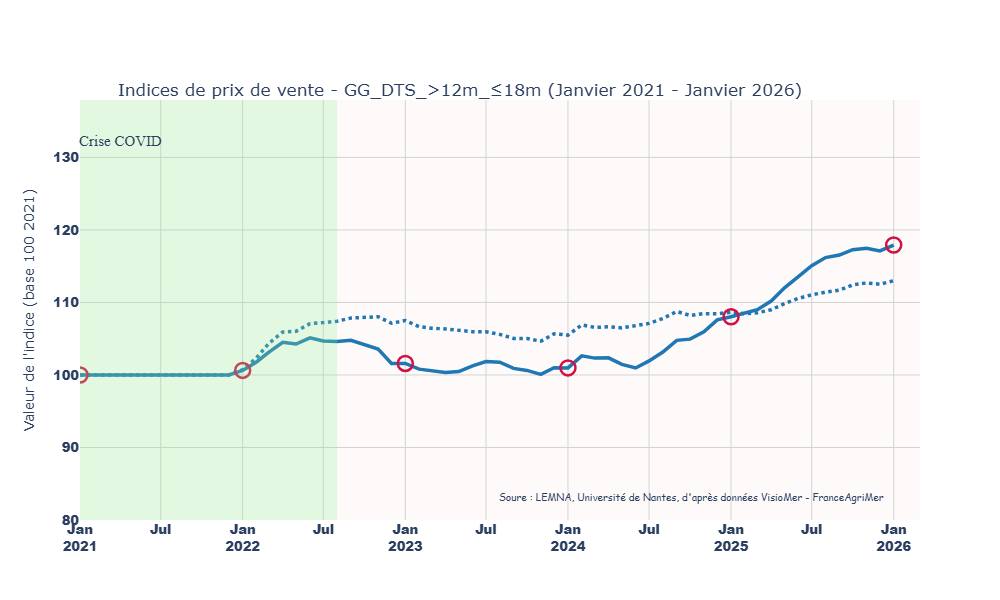 Indices de prix de vente - GG_DTS_>12m_≤18m (Janvier 2021 - Janvier 2026)
Crise COVID
Valeur de l'indice (base 100 2021)
130
120
110
100
90
80
Soure : LEMNA, Université de Nantes, d'après données VisioMer - FranceAgriMer
Jan Jul Jan Jul Jan Jul Jan Jul Jan Jul Jan
2021 2022 2023 2024 2025 2026